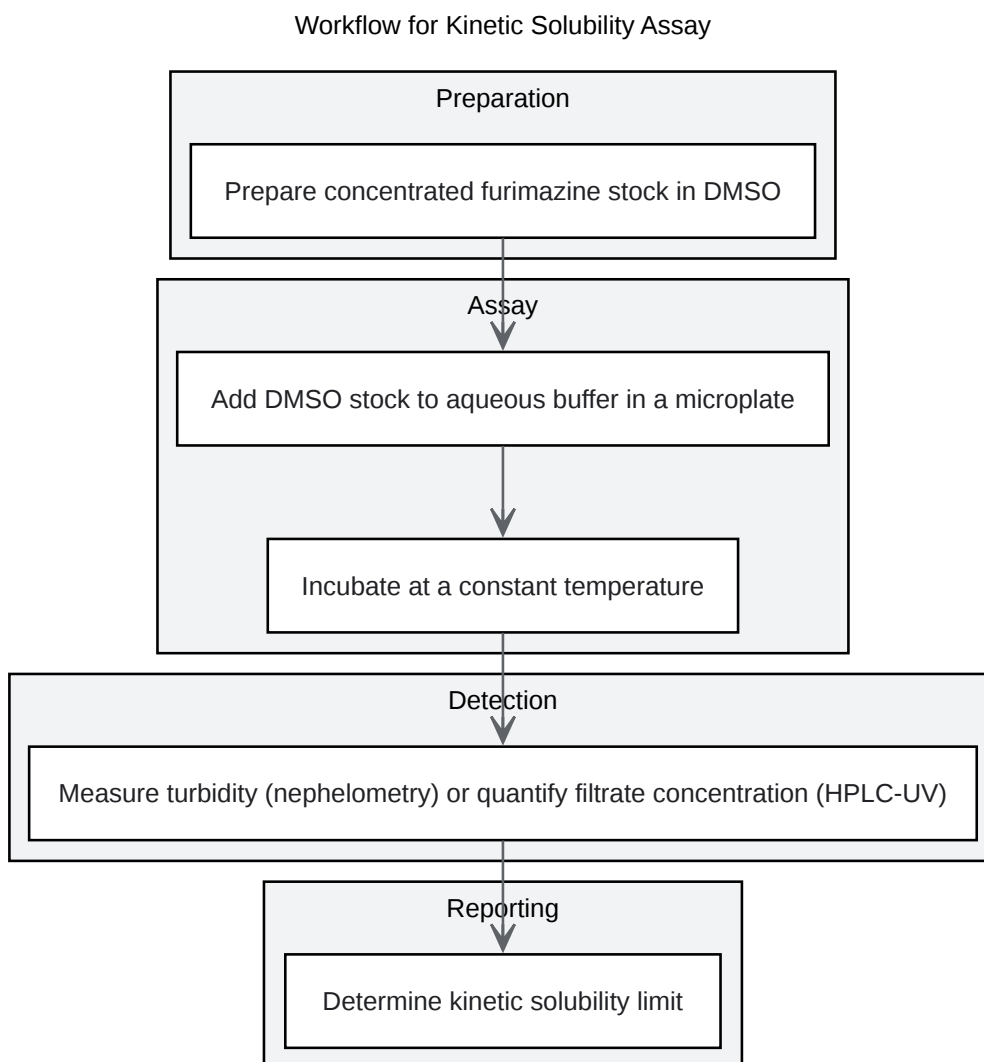 Workflow for Kinetic Solubility Assay
Preparation
Prepare concentrated furimazine stock in DMSO
Assay
Add DMSO stock to aqueous buffer in a microplate
Incubate at a constant temperature
Detection
Measure turbidity (nephelometry) or quantify filtrate concentration (HPLC-UV)
Reporting
Determine kinetic solubility limit